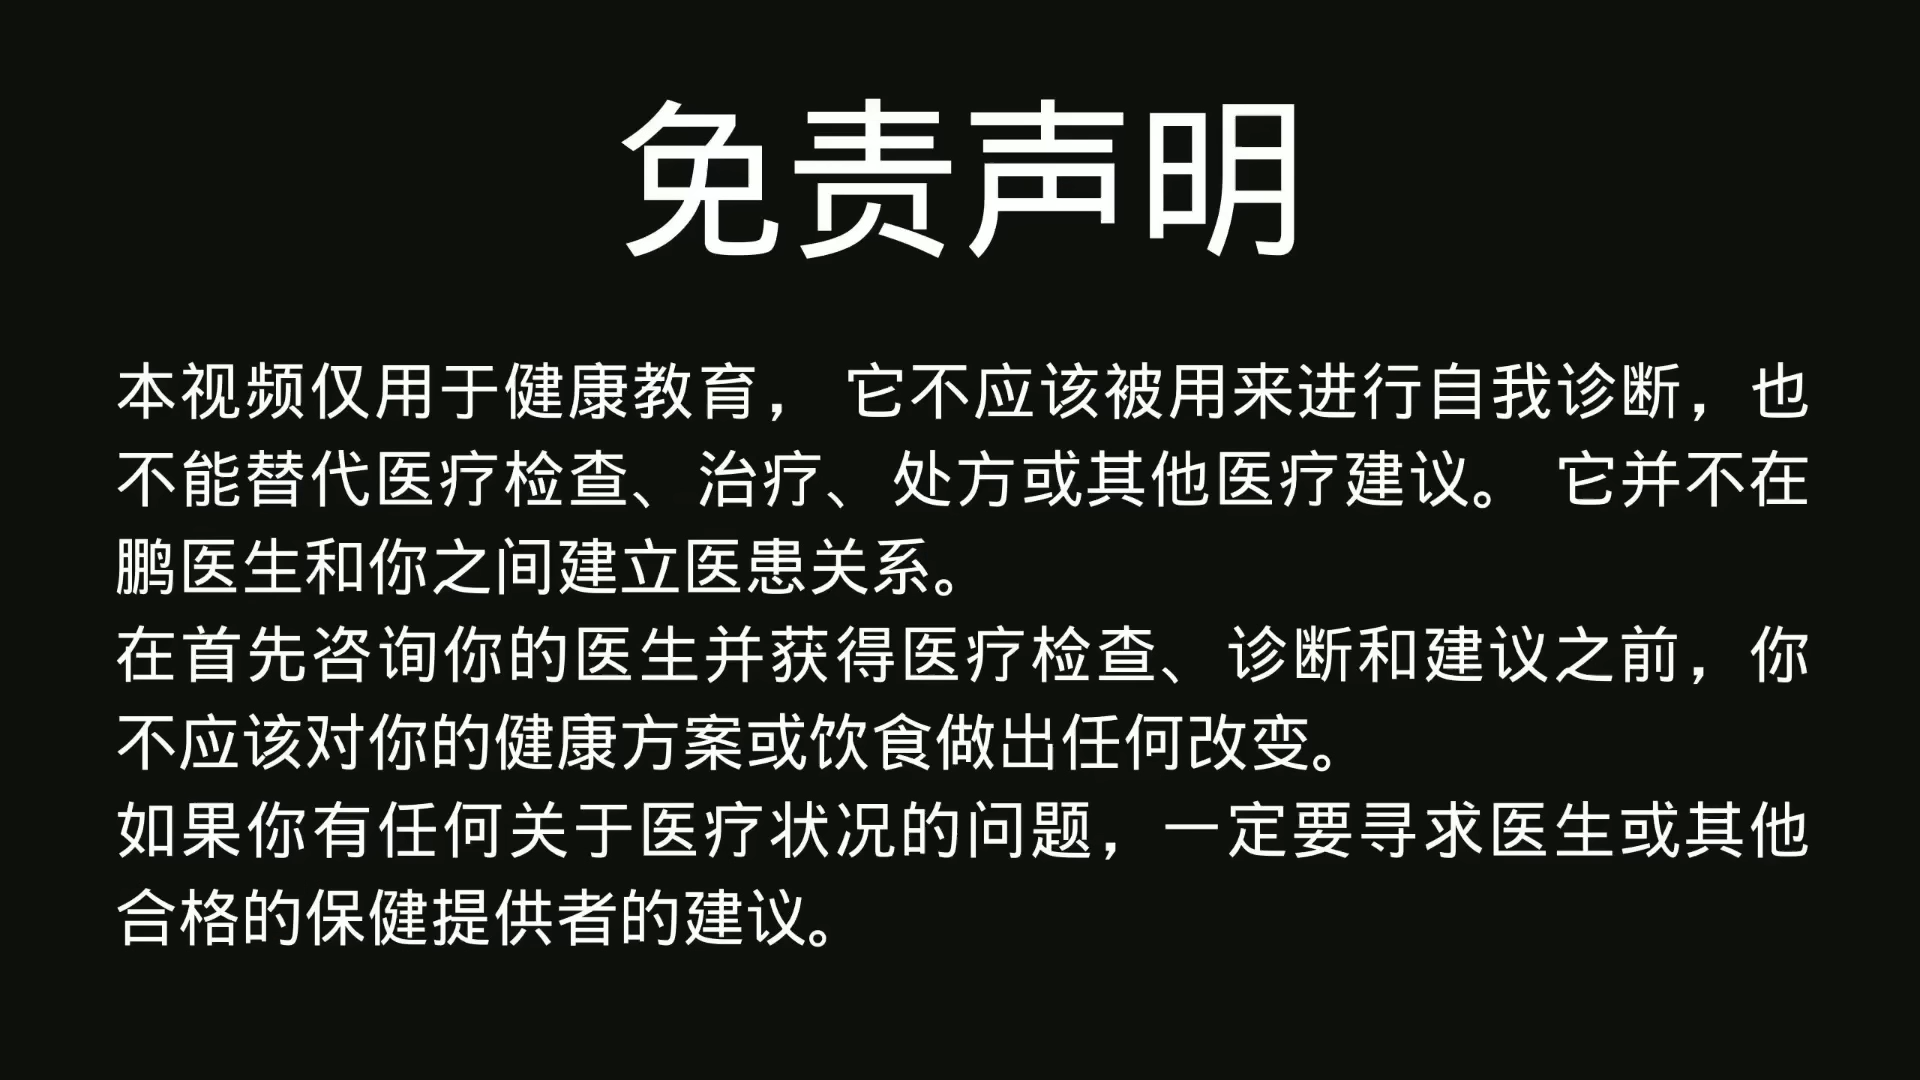 免责声明
本视频仅用于健康教育， 它不应该被用来进行自我诊断，也
不能替代医疗检查、治疗、处方或其他医疗建议。 它并不在
鹏医生和你之间建立医患关系。
在首先咨询你的医生并获得医疗检查、诊断和建议之前，你
不应该对你的健康方案或饮食做出任何改变。
如果你有任何关于医疗状况的问题，一定要寻求医生或其他
合格的保健提供者的建议。